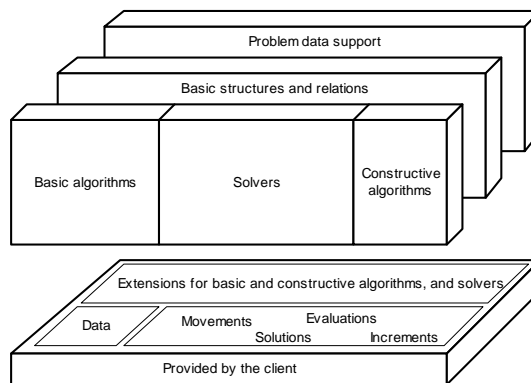 Problem data support
Basic structures and relations
Basic algorithms
Solvers
Constructive
algorithms
Extensions for basic and constructive algorithms, and solvers
Data
Movements
Evaluations
Solutions
Increments
Provided by the client